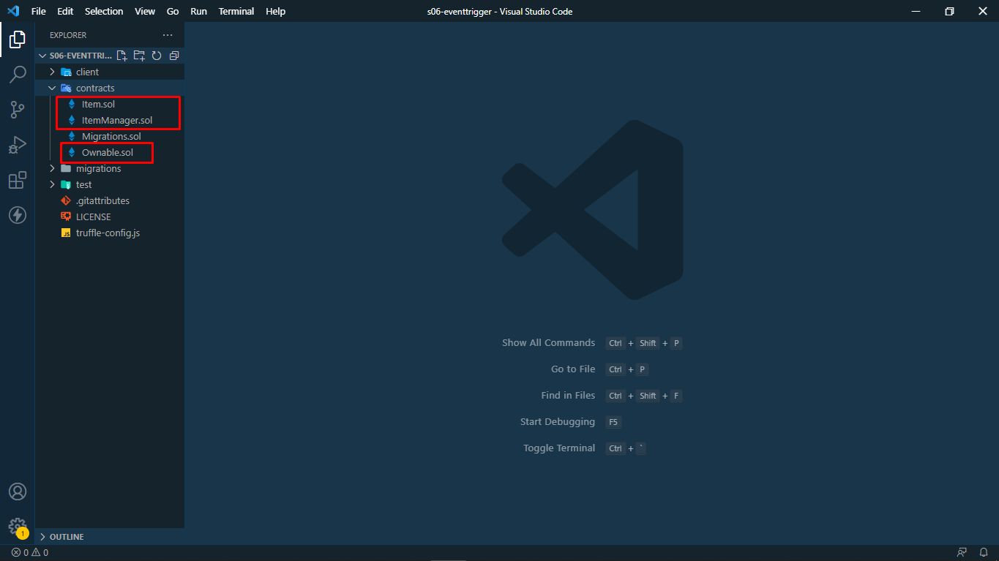 File Edit Selection View Go Run Terminal Help
s06-eventtrigger - Visual Studio Code
EXPLORER
S06-EVENTTRI...
client
contracts
Item.sol
ItemManager.sol
Migrations.sol
Ownable.sol
migrations
test
.gitattributes
LICENSE
JS truffle-config.js
Show All Commands Ctrl + Shift + P
Go to File Ctrl + P
Find in Files Ctrl + Shift + F
Start Debugging F5
Toggle Terminal Ctrl + `
1
OUTLINE
0 0